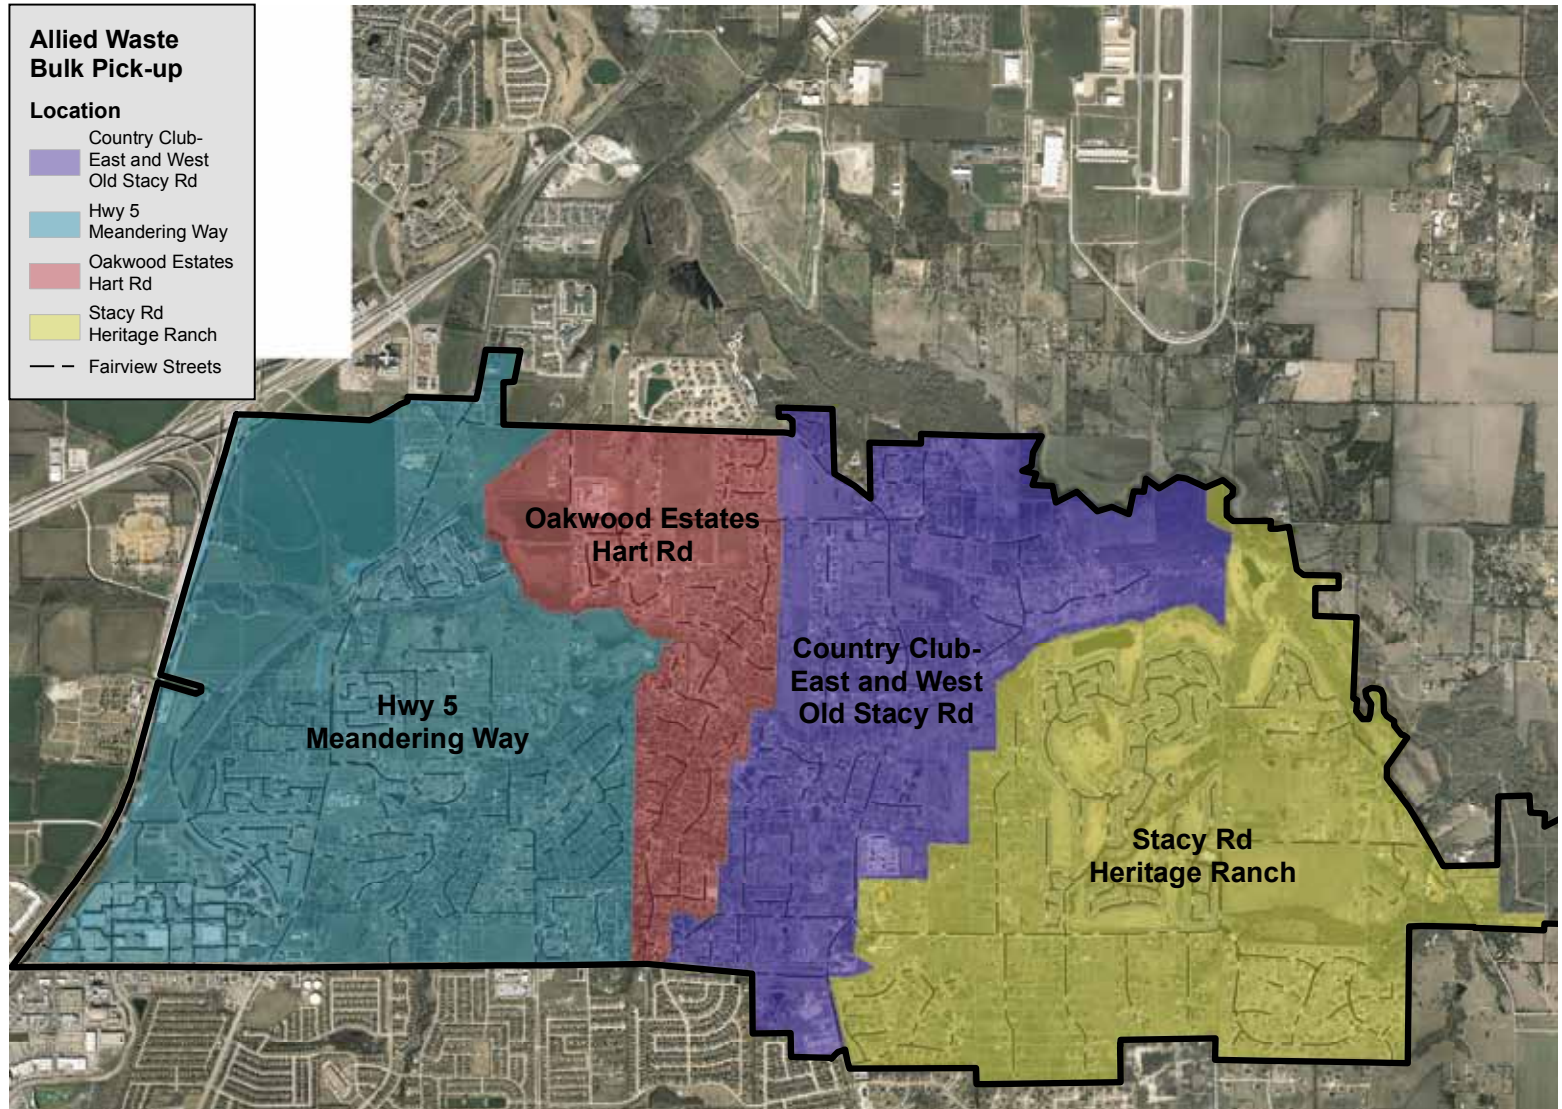 Allied Waste
Bulk Pick-up
Location
Country Club-
East and West
Old Stacy Rd
Hwy 5
Meandering Way
Oakwood Estates
Hart Rd
Stacy Rd
Heritage Ranch
Fairview Streets
Oakwood Estates
Hart Rd
Country Club-
East and West
Old Stacy Rd
Hwy 5
Meandering Way
Stacy Rd
Heritage Ranch